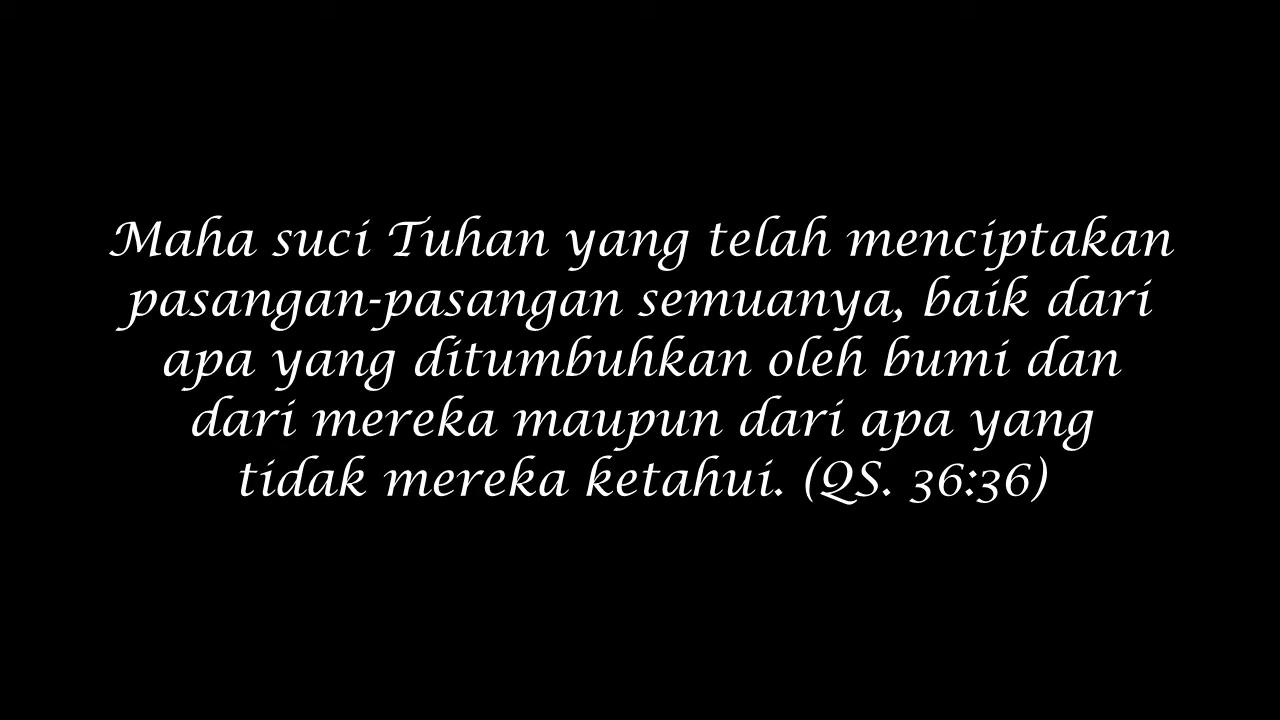 Maha suci Tuhan yang telah menciptakan
pasangan-pasangan semuanya, baik dari
apa yang ditumbuhkan oleh bumi dan
dari mereka maupun dari apa yang
tidak mereka ketahui. (QS. 36:36)